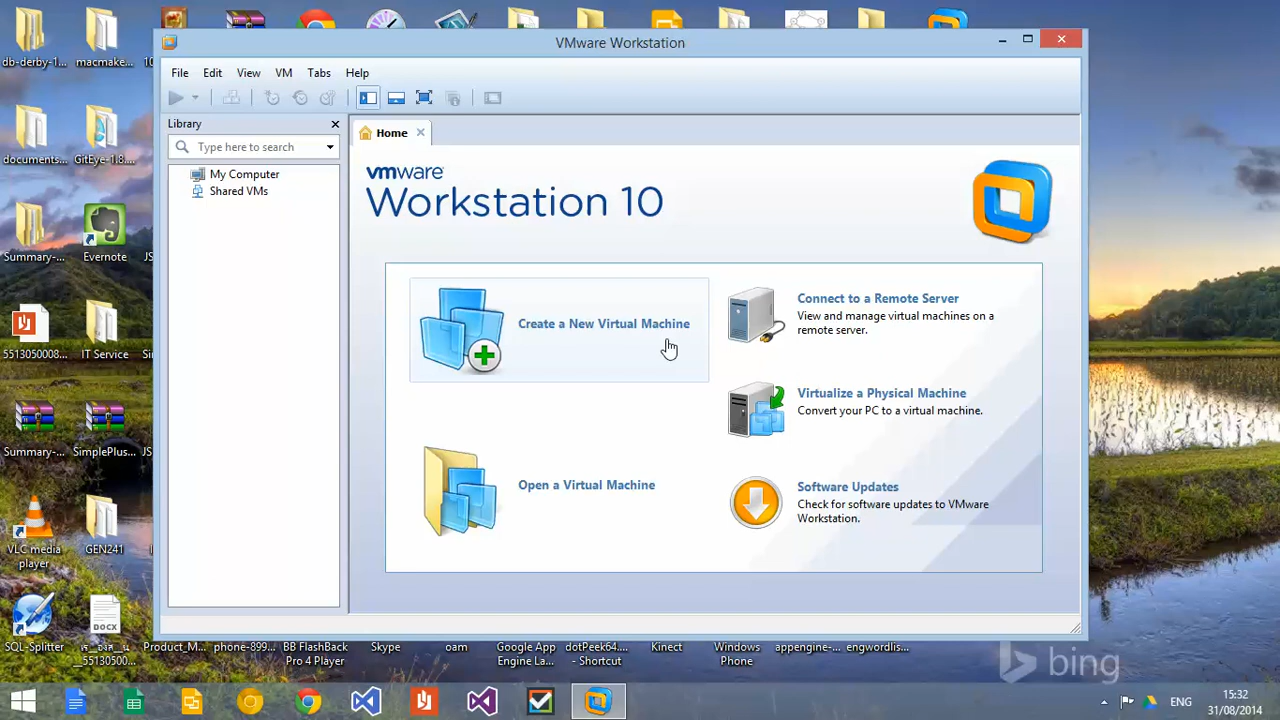 VMware Workstation
File Edit View VM Tabs Help
Library
Type here to search
My Computer
Shared VMs
Home
vmware
Workstation 10
Create a New Virtual Machine
Open a Virtual Machine
Connect to a Remote Server
View and manage virtual machines on a
remote server.
Virtualize a Physical Machine
Convert your PC to a virtual machine.
Software Updates
Check for software updates to VMware
Workstation.
db-derby-1...
macmake...
documents...
GitEye-1.8....
Summary-...
Evernote
5513050008...
IT Service
Summary-...
SimplePlus...
VLC media
player
GEN241
DOCX
SQL-Splitter
__55130500...
Product_M...
phone-899...
BB FlashBack
Pro 4 Player
Skype
oam
Google App
Engine La...
dotPeek64....
- Shortcut
Kinect
Windows
Phone
appengine-...
engwordlis...
bing
ENG
15:32
31/08/2014